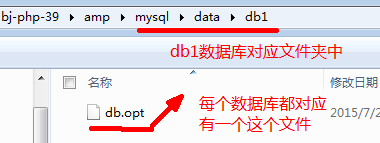 bj-php-39 ▸ amp ▸ mysql ▸ data ▸ db1
db1数据库对应文件夹中
名称
修改日期
db.opt
2015/7/2
每个数据库都对应
有一个这个文件